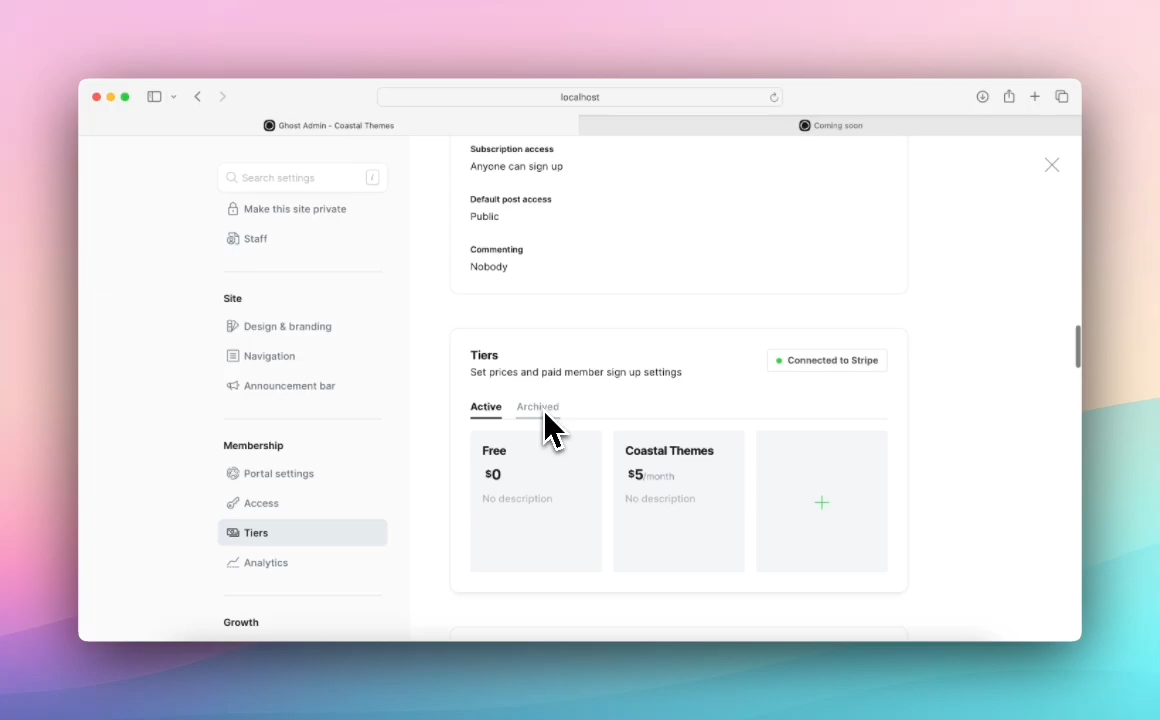 localhost
Ghost Admin - Coastal Themes
Coming soon
Search settings
/
Make this site private
Staff
Site
Design & branding
Navigation
Announcement bar
Membership
Portal settings
Access
Tiers
Analytics
Growth
Subscription access
Anyone can sign up
Default post access
Public
Commenting
Nobody
Tiers
Set prices and paid member sign up settings
Connected to Stripe
Active
Archived
Free
$0
No description
Coastal Themes
$5/month
No description